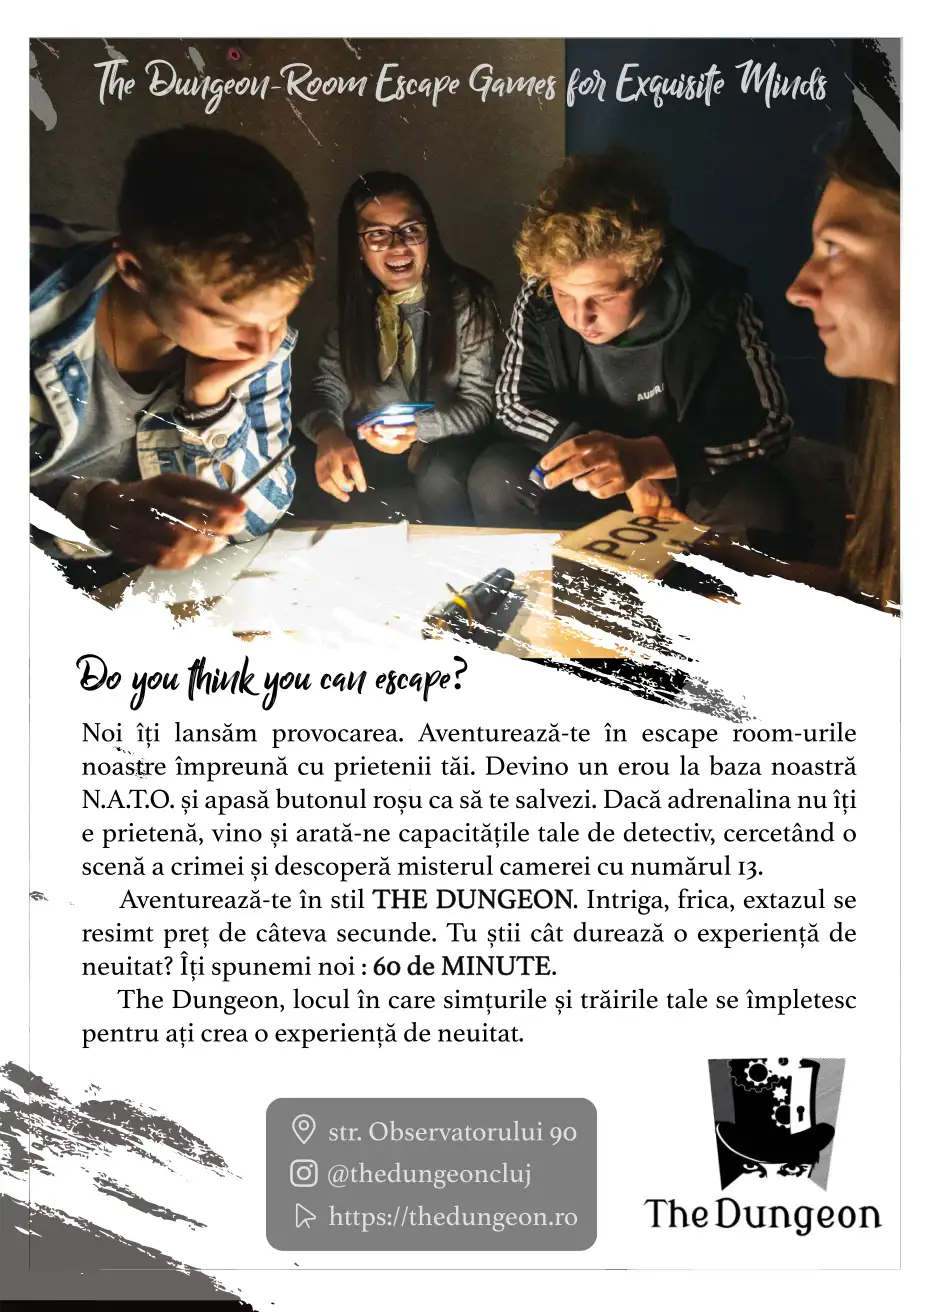 The Dungeon-Room Escape Games for Exquisite Minds
POR
Do you think you can escape?
Noi îți lansăm provocarea. Aventurează-te în escape room-urile
noastre împreună cu prietenii tăi. Devino un erou la baza noastră
N.A.T.O. și apasă butonul roșu ca să te salvezi. Dacă adrenalina nu îți
e prietenă, vino și arată-ne capacitățile tale de detectiv, cercetând o
scenă a crimei și descoperă misterul camerei cu numărul 13.
Aventurează-te în stil THE DUNGEON. Intriga, frica, extazul se
resimt preț de câteva secunde. Tu știi cât durează o experiență de
neuitat? Îți spunemi noi : 60 de MINUTE.
The Dungeon, locul în care simțurile și trăirile tale se împletesc
pentru ați crea o experiență de neuitat.
str. Observatorului 90
@thedungeoncluj
https://thedungeon.ro
The Dungeon